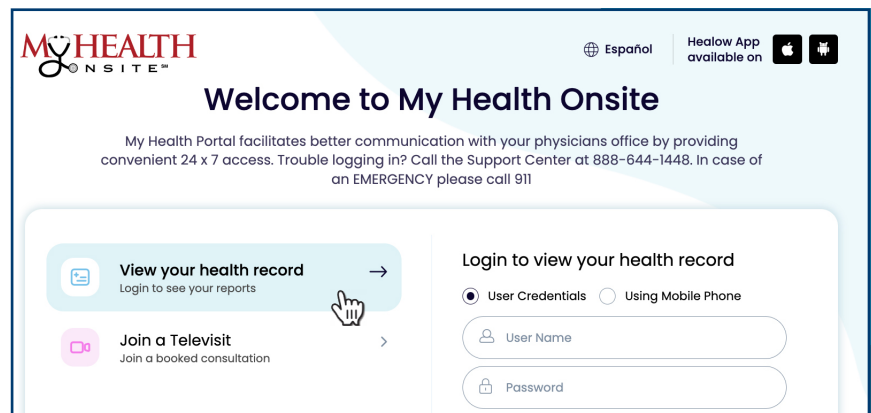 MyHEALTH
ONSITE℠
Español
Healow App
available on
Welcome to My Health Onsite
My Health Portal facilitates better communication with your physicians office by providing
convenient 24 x 7 access. Trouble logging in? Call the Support Center at 888-644-1448. In case of
an EMERGENCY please call 911
View your health record
Login to see your reports
Join a Televisit
Join a booked consultation
Login to view your health record
User Credentials
Using Mobile Phone
User Name
Password